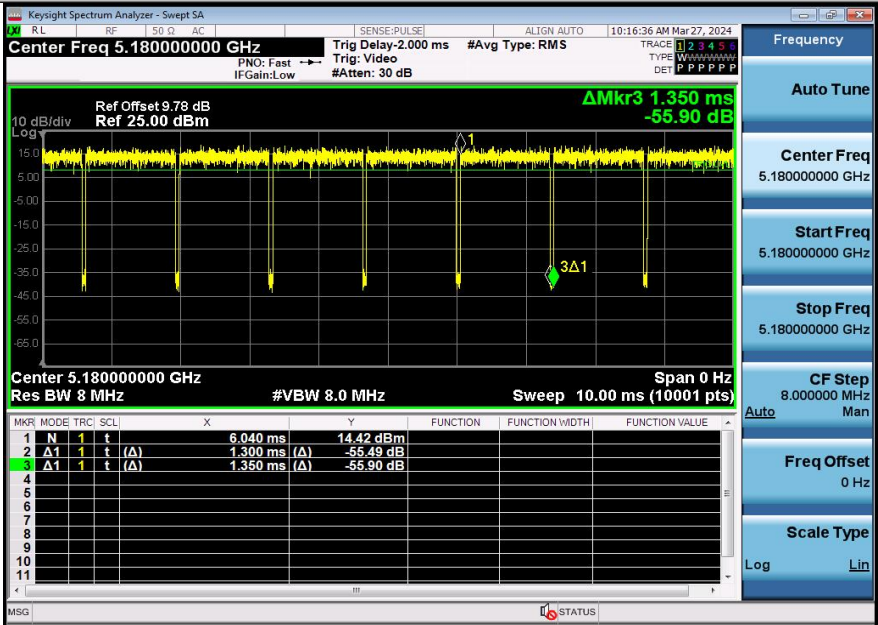 Keysight Spectrum Analyzer - Swept SA
LXI RL RF 50 Ω AC SENSE:PULSE ALIGN AUTO 10:16:36 AM Mar 27, 2024
Center Freq 5.180000000 GHz
PNO: Fast
IFGain:Low
Trig Delay-2.000 ms
Trig: Video
#Atten: 30 dB
#Avg Type: RMS
TRACE 1 2 3 4 5 6
TYPE WWWWWW
DET P P P P P P
10 dB/div
Log
Ref Offset 9.78 dB
Ref 25.00 dBm
ΔMkr3 1.350 ms
-55.90 dB
15.0
5.00
-5.00
-15.0
-25.0
-35.0
-45.0
-55.0
-65.0
1
3Δ1
Center 5.180000000 GHz Span 0 Hz
Res BW 8 MHz #VBW 8.0 MHz Sweep 10.00 ms (10001 pts)
MKR MODE TRC SCL X Y FUNCTION FUNCTION WIDTH FUNCTION VALUE
1 N 1 t 6.040 ms 14.42 dBm
2 Δ1 1 t (Δ) 1.300 ms (Δ) -55.49 dB
3 Δ1 1 t (Δ) 1.350 ms (Δ) -55.90 dB
4
5
6
7
8
9
10
11
MSG STATUS
Frequency
Auto Tune
Center Freq
5.180000000 GHz
Start Freq
5.180000000 GHz
Stop Freq
5.180000000 GHz
CF Step
8.000000 MHz
Auto Man
Freq Offset
0 Hz
Scale Type
Log Lin